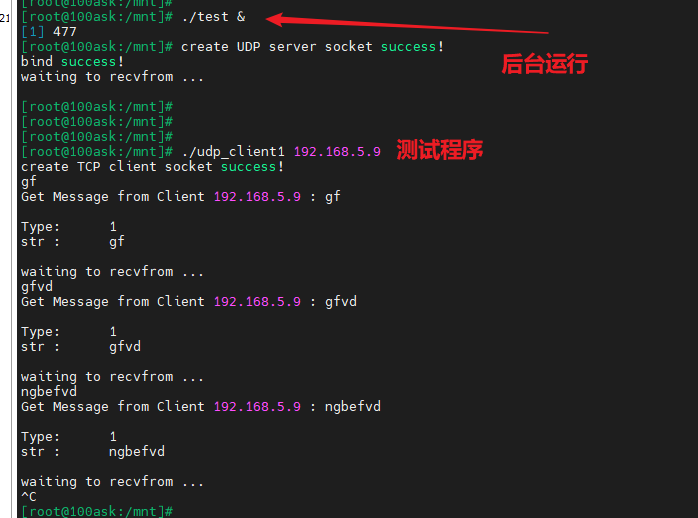 [root@100ask:/mnt]#
21
[root@100ask:/mnt]# ./test &
[1] 477
[root@100ask:/mnt]# create UDP server socket success!
bind success!
后台运行
waiting to recvfrom ...
[root@100ask:/mnt]#
[root@100ask:/mnt]#
[root@100ask:/mnt]#
[root@100ask:/mnt]# ./udp_client1 192.168.5.9 测试程序
create TCP client socket success!
gf
Get Message from Client 192.168.5.9 : gf
Type: 1
str : gf
waiting to recvfrom ...
gfvd
Get Message from Client 192.168.5.9 : gfvd
Type: 1
str : gfvd
waiting to recvfrom ...
ngbefvd
Get Message from Client 192.168.5.9 : ngbefvd
Type: 1
str : ngbefvd
waiting to recvfrom ...
^C
[root@100ask:/mnt]#